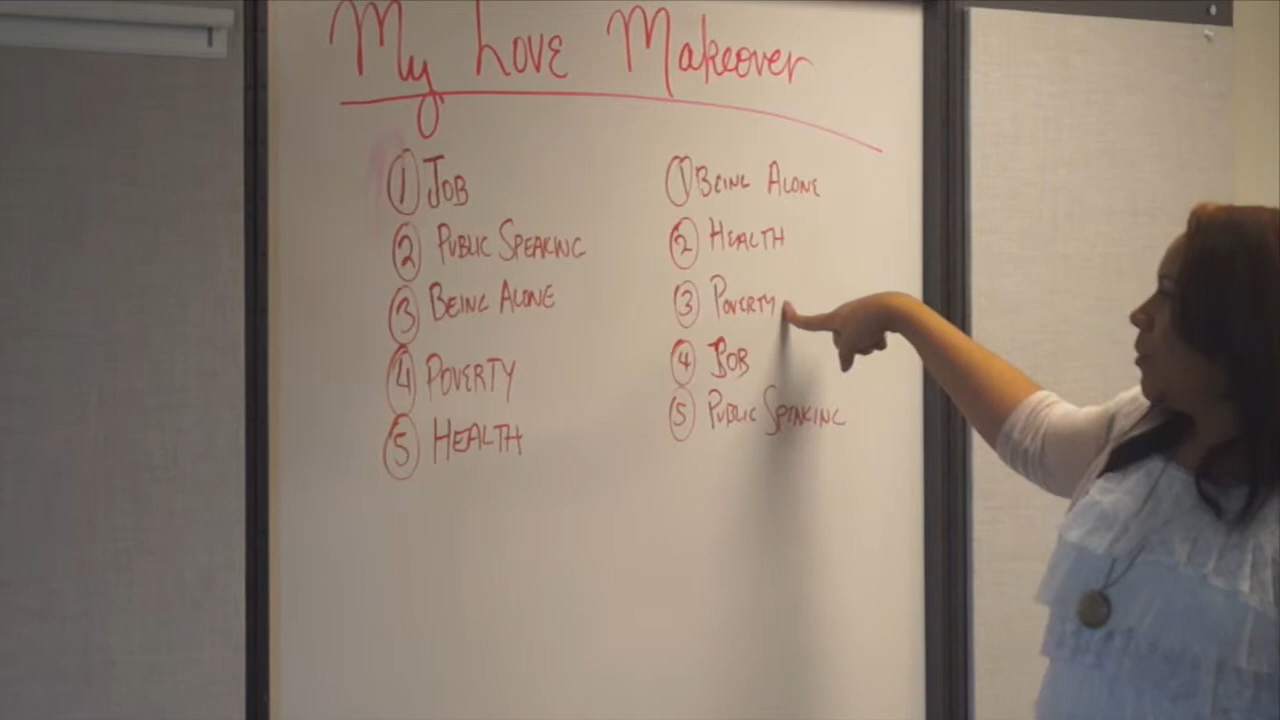 My Love Makeover
① JOB
② PUBLIC SPEAKING
③ BEING ALONE
④ POVERTY
⑤ HEALTH
① BEING ALONE
② HEALTH
③ POVERTY
④ JOB
⑤ PUBLIC SPEAKING